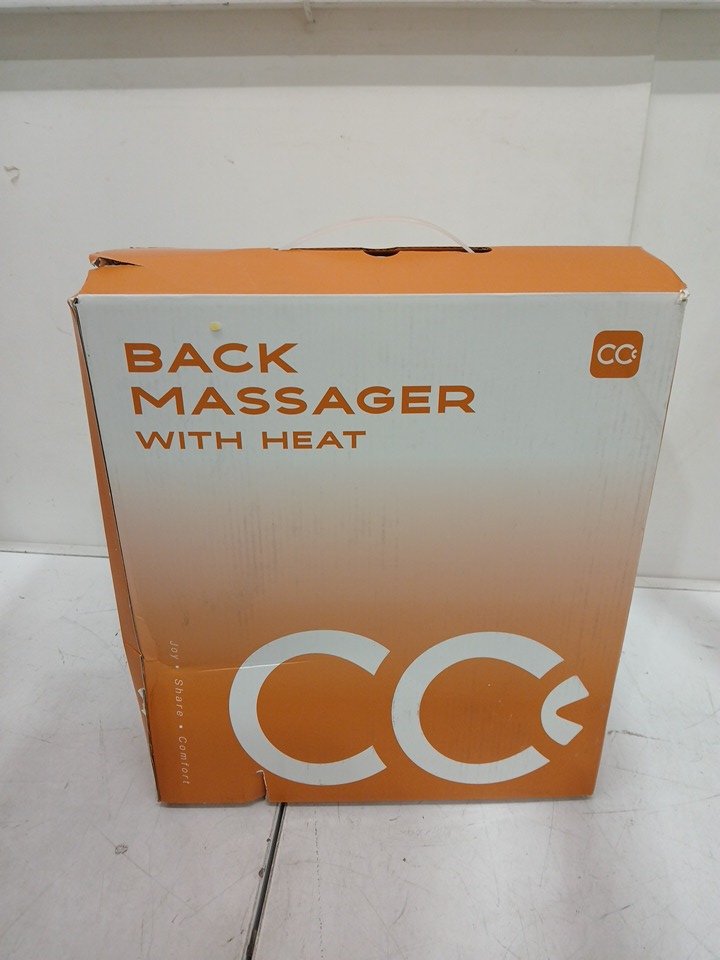 BACK
MASSAGER
WITH HEAT
CC
Joy • Share • Comfort
CC